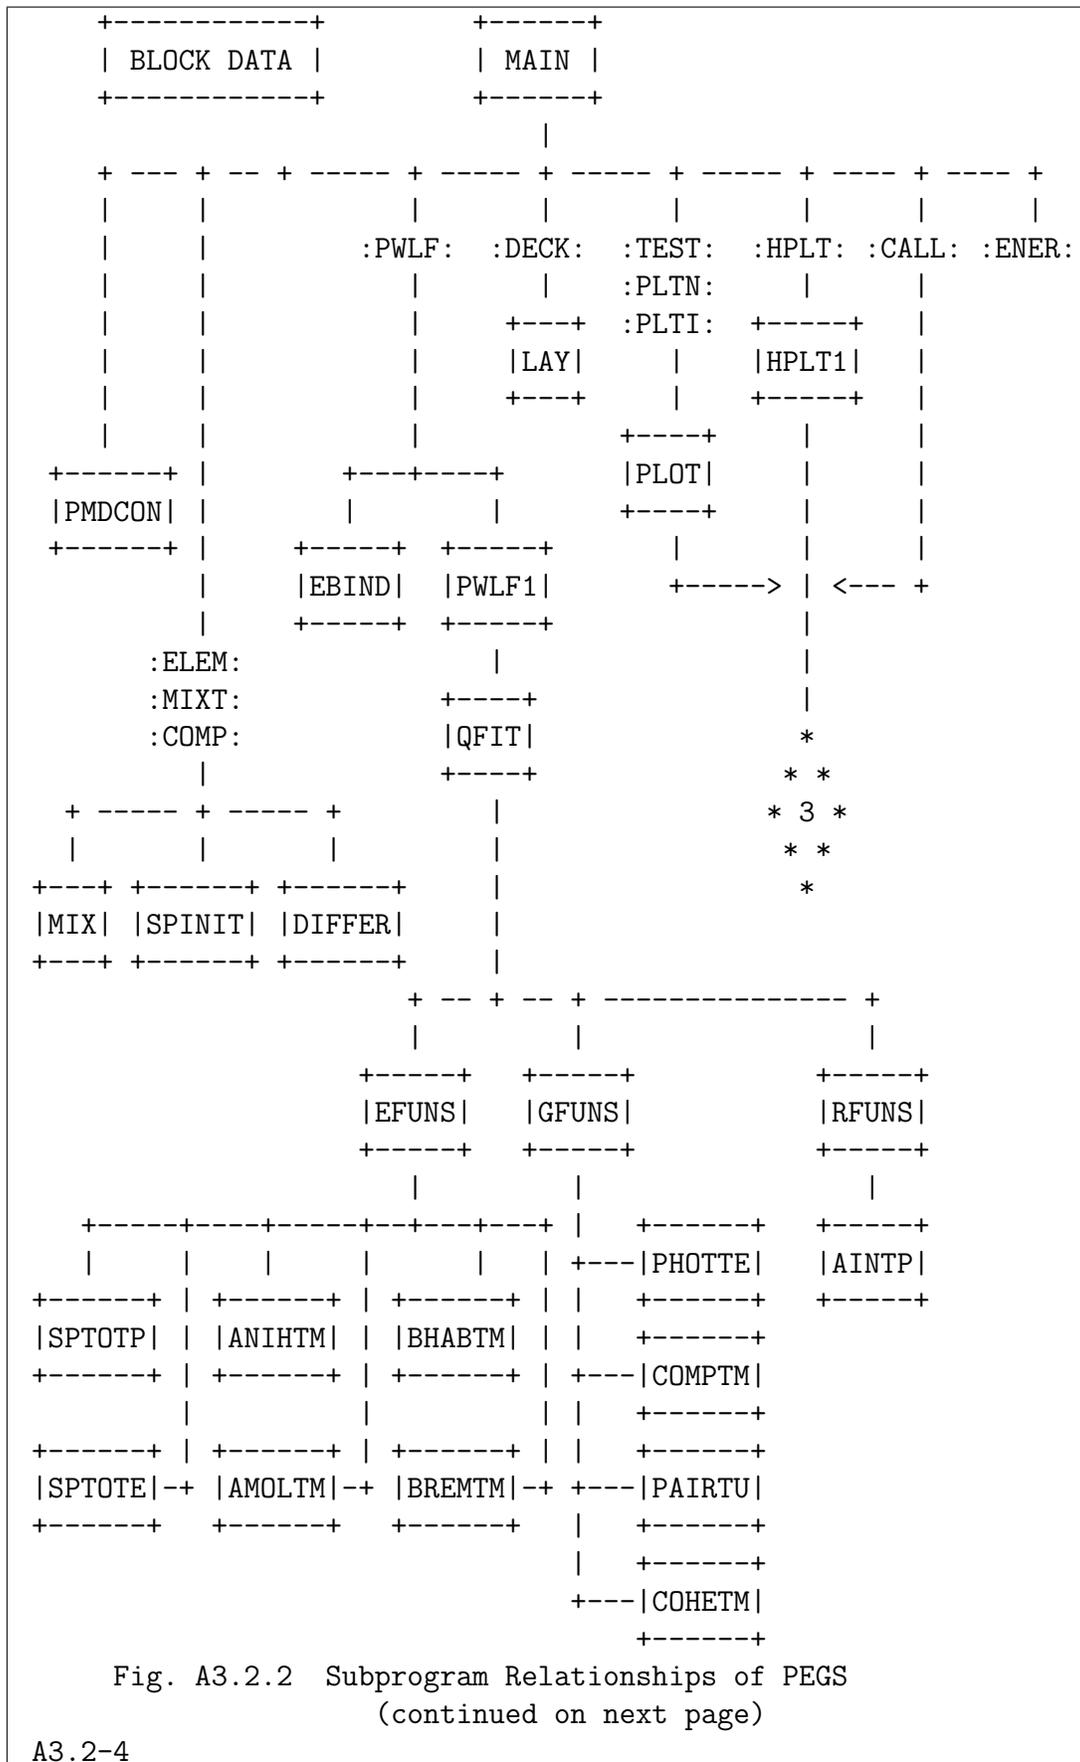 +------------+         +------+
| BLOCK DATA |         | MAIN |
+------------+         +------+
                           |
+ --- + -- + ----- + ----- + ----- + ----- + ---- + ---- +
|     |            |       |       |       |      |      |
|     |         :PWLF:  :DECK:  :TEST:  :HPLT: :CALL: :ENER:
|     |            |       |    :PLTN:     |      |
|     |            |     +---+  :PLTI:  +-----+   |
|     |            |     |LAY|     |    |HPLT1|   |
|     |            |     +---+     |    +-----+   |
|     |            |            +----+     |      |
+------+ |        +---+----+    |PLOT|     |      |
|PMDCON| |        |        |    +----+     |      |
+------+ |     +-----+  +-----+    |       |      |
         |     |EBIND|  |PWLF1|    +-----> | <--- +
         |     +-----+  +-----+            |
      :ELEM:               |               |
      :MIXT:            +----+             |
      :COMP:            |QFIT|             *
         |              +----+            * *
 + ----- + ----- +         |             * 3 *
 |       |       |         |              * *
+---+ +------+ +------+    |               *
|MIX| |SPINIT| |DIFFER|    |
+---+ +------+ +------+    |
                      + -- + -- + --------------- +
                      |         |                 |
                   +-----+   +-----+           +-----+
                   |EFUNS|   |GFUNS|           |RFUNS|
                   +-----+   +-----+           +-----+
                      |         |                 |
   +-----+----+-----+--+---+---+ |   +------+   +-----+
   |     |    |     |      |   | +---|PHOTTE|   |AINTP|
+------+ | +------+ | +------+ | |   +------+   +-----+
|SPTOTP| | |ANIHTM| | |BHABTM| | |   +------+
+------+ | +------+ | +------+ | +---|COMPTM|
         |          |          | |   +------+
+------+ | +------+ | +------+ | |   +------+
|SPTOTE|-+ |AMOLTM|-+ |BREMTM|-+ +---|PAIRTU|
+------+   +------+   +------+   |   +------+
                                 |   +------+
                                 +---|COHETM|
                                     +------+
Fig. A3.2.2  Subprogram Relationships of PEGS
(continued on next page)
A3.2-4